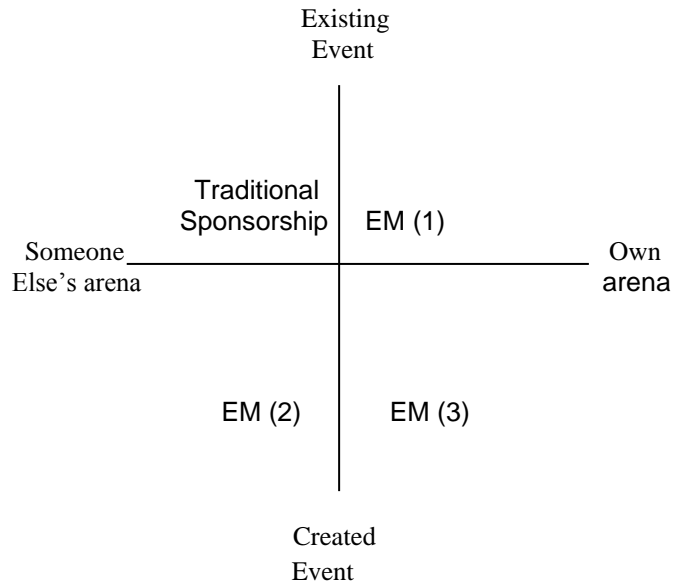 Existing
Event
Traditional
Sponsorship
EM (1)
Someone
Else’s arena
Own
arena
EM (2)
EM (3)
Created
Event